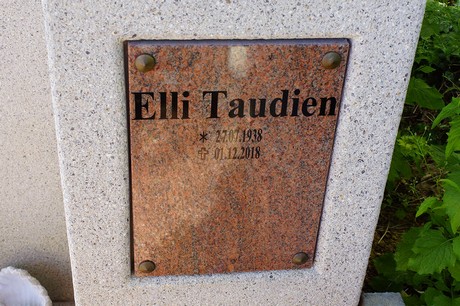 Elli Taudien
* 27.07.1938
✝ 01.12.2018